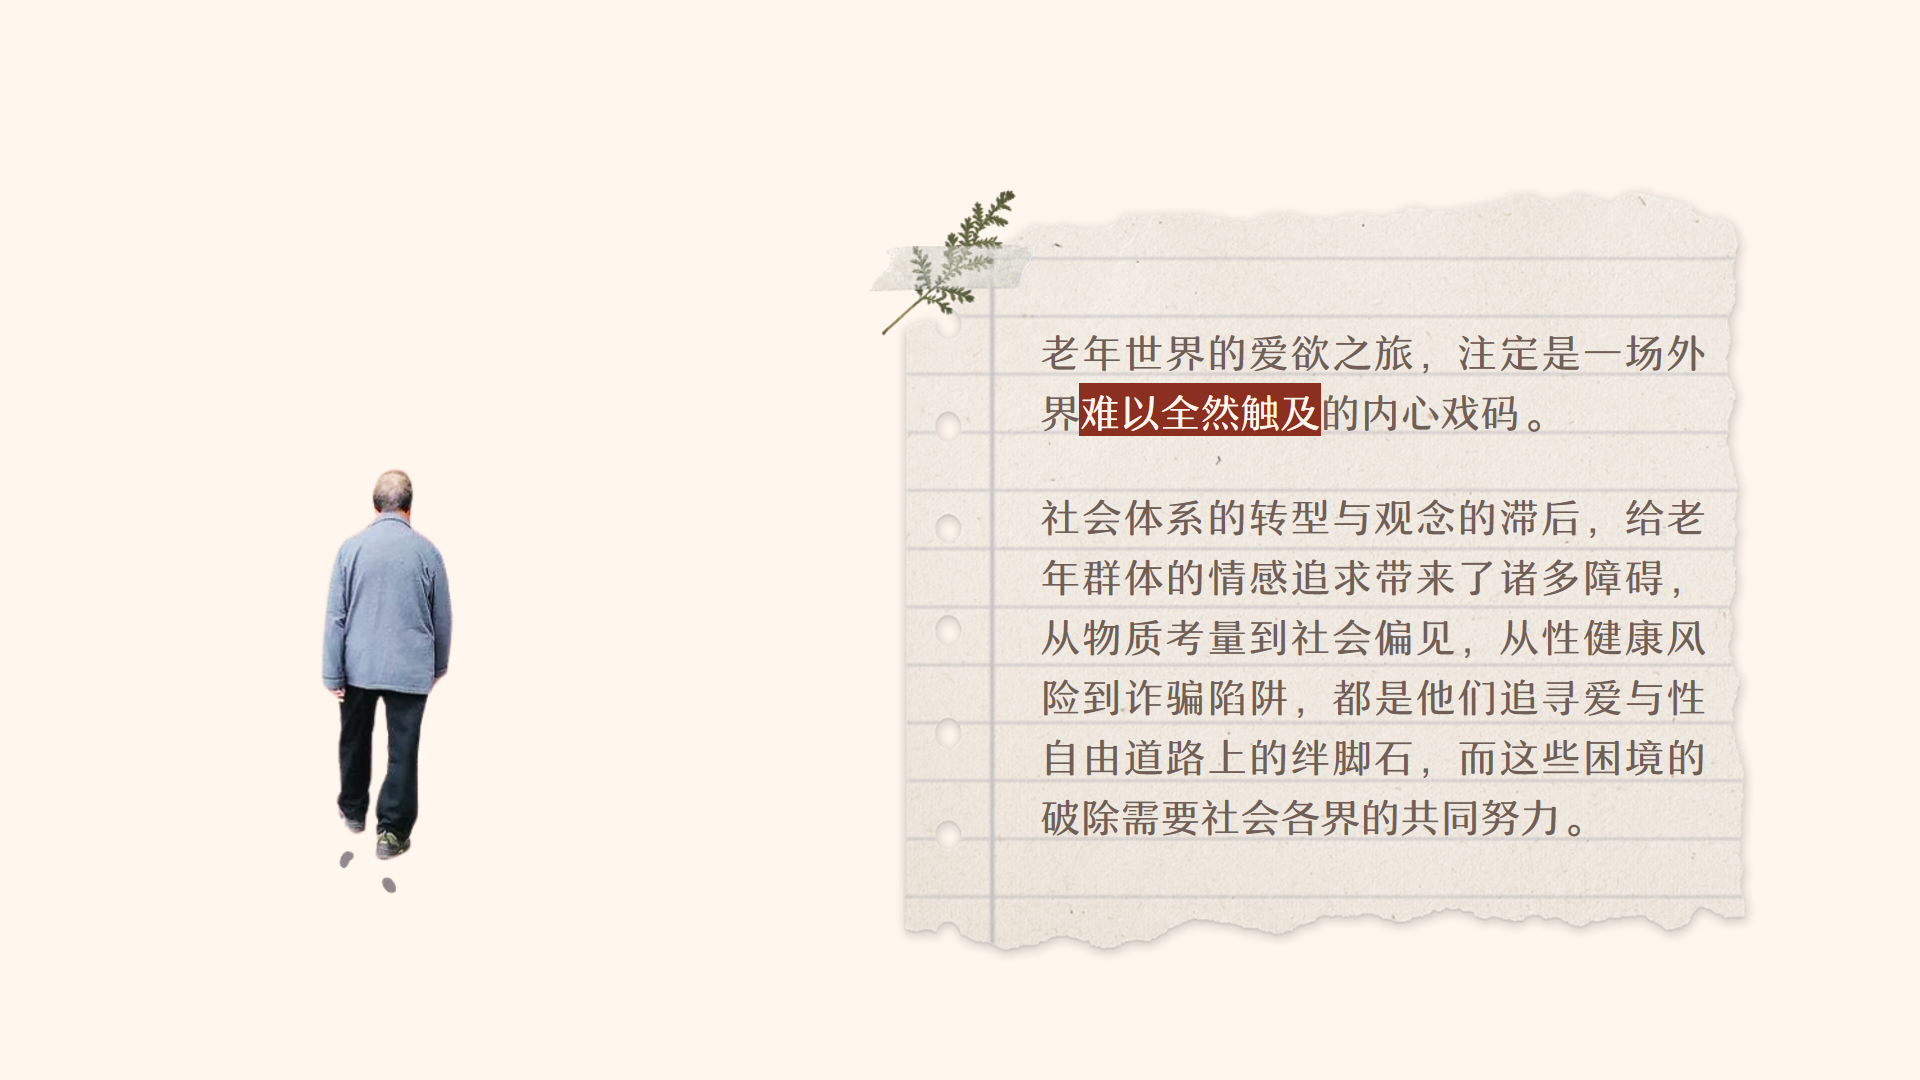 老年世界的爱欲之旅，注定是一场外
界难以全然触及的内心戏码。
社会体系的转型与观念的滞后，给老
年群体的情感追求带来了诸多障碍，
从物质考量到社会偏见，从性健康风
险到诈骗陷阱，都是他们追寻爱与性
自由道路上的绊脚石，而这些困境的
破除需要社会各界的共同努力。